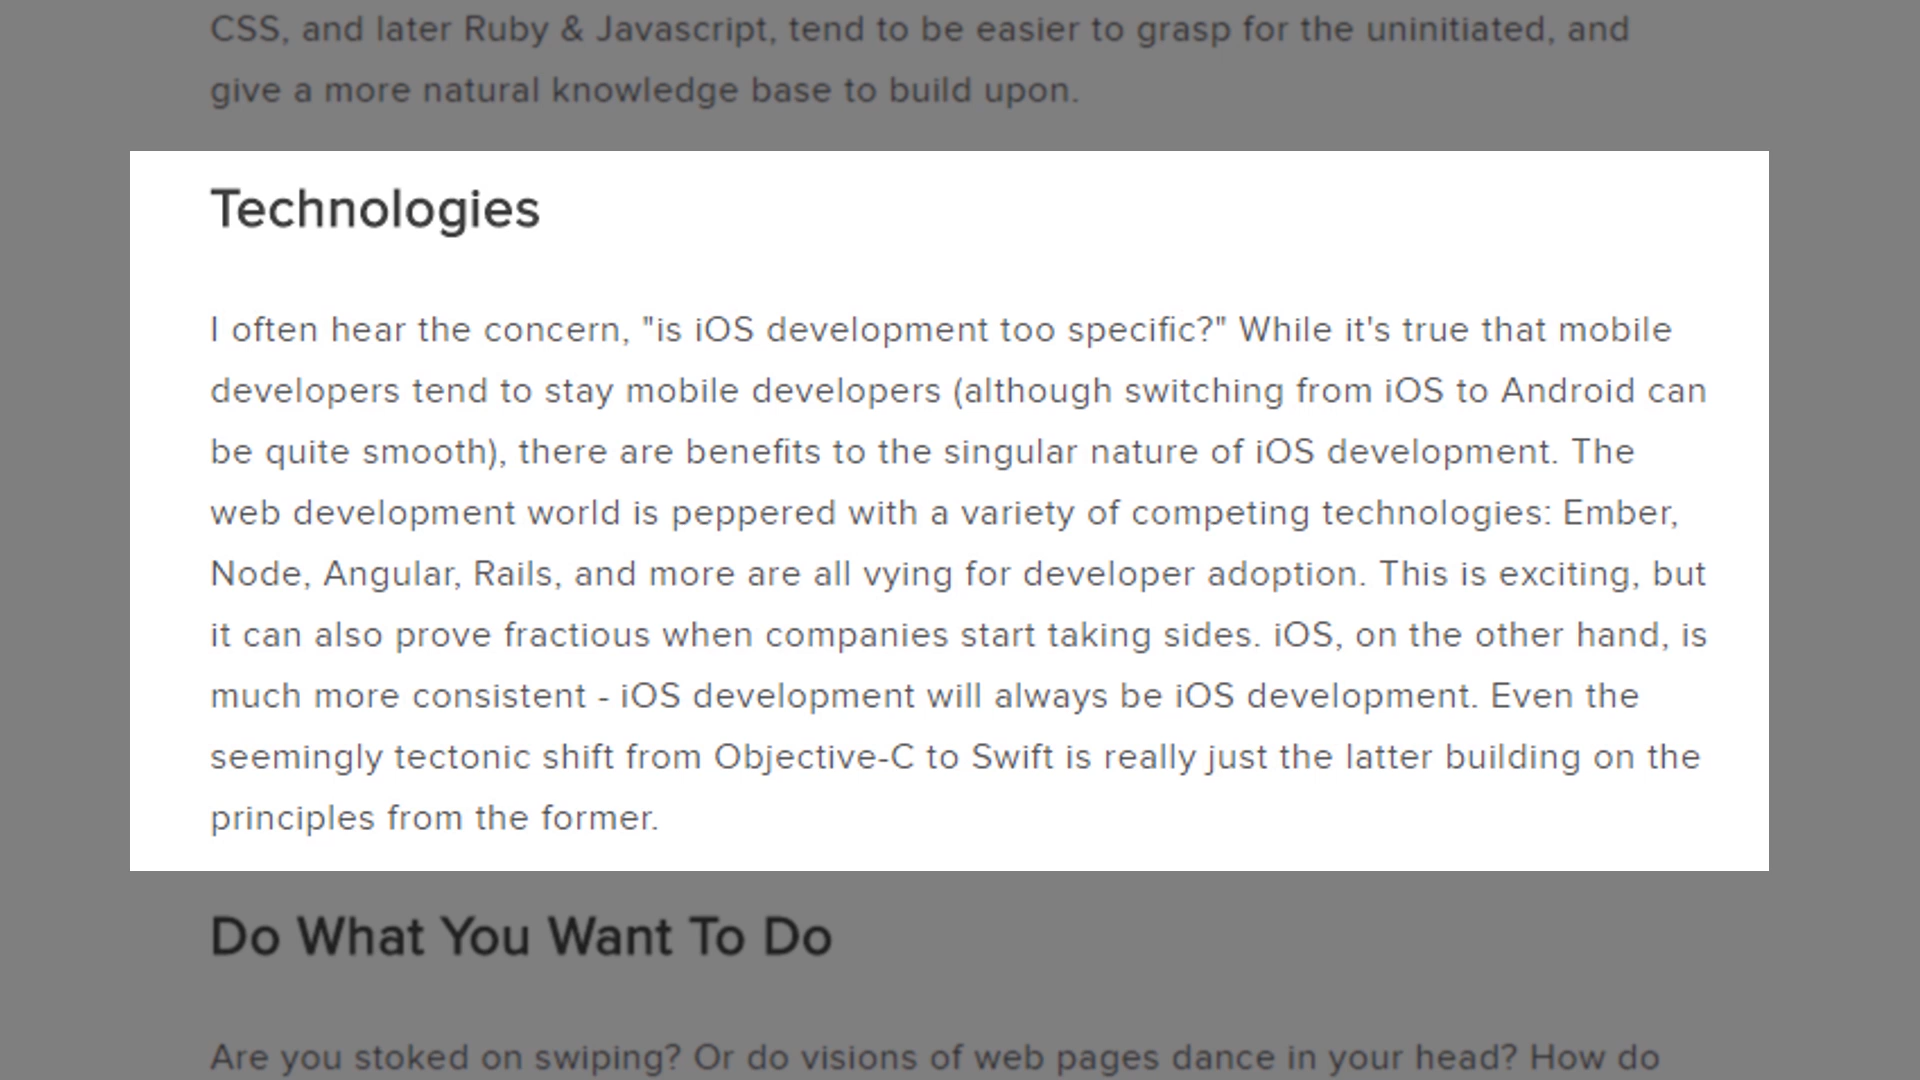 CSS, and later Ruby & Javascript, tend to be easier to grasp for the uninitiated, and
give a more natural knowledge base to build upon.
Technologies
I often hear the concern, "is iOS development too specific?" While it's true that mobile
developers tend to stay mobile developers (although switching from iOS to Android can
be quite smooth), there are benefits to the singular nature of iOS development. The
web development world is peppered with a variety of competing technologies: Ember,
Node, Angular, Rails, and more are all vying for developer adoption. This is exciting, but
it can also prove fractious when companies start taking sides. iOS, on the other hand, is
much more consistent - iOS development will always be iOS development. Even the
seemingly tectonic shift from Objective-C to Swift is really just the latter building on the
principles from the former.
Do What You Want To Do
Are you stoked on swiping? Or do visions of web pages dance in your head? How do